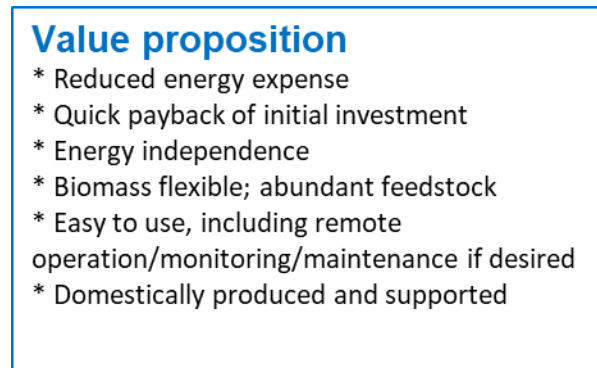 Value proposition
* Reduced energy expense
* Quick payback of initial investment
* Energy independence
* Biomass flexible; abundant feedstock
* Easy to use, including remote
operation/monitoring/maintenance if desired
* Domestically produced and supported